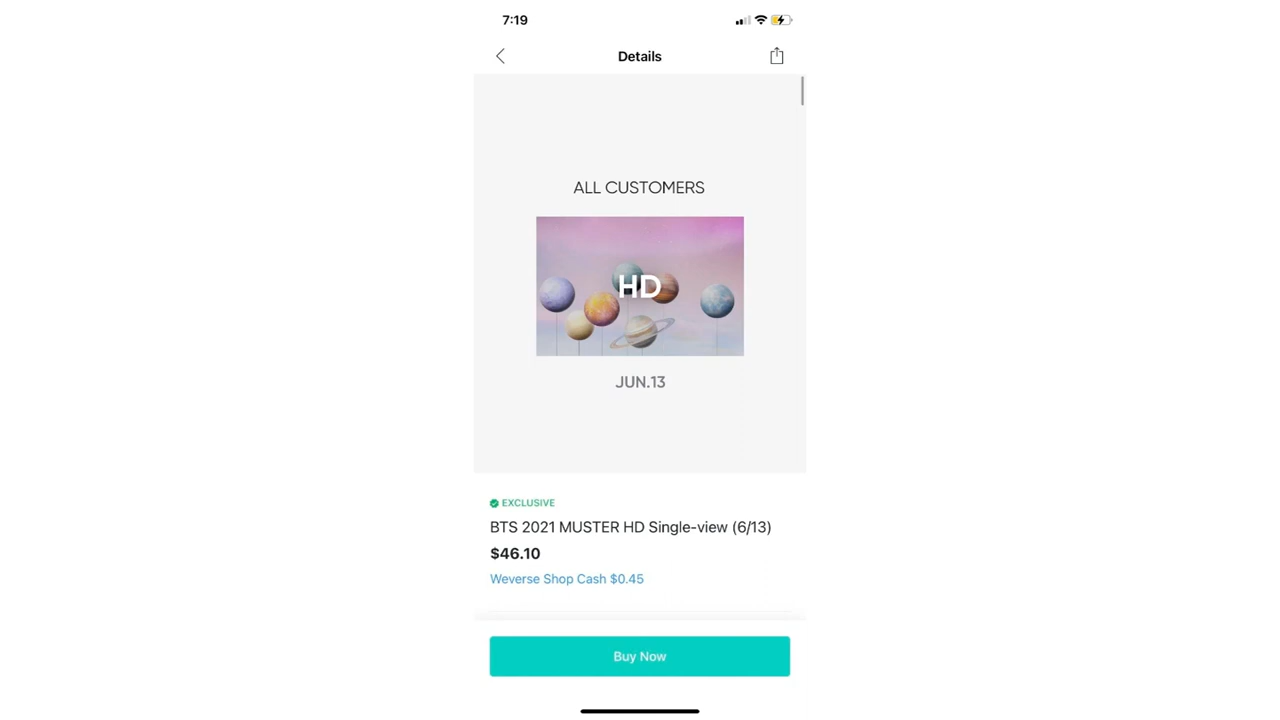 7:19
Details
ALL CUSTOMERS
HD
JUN.13
EXCLUSIVE
BTS 2021 MUSTER HD Single-view (6/13)
$46.10
Weverse Shop Cash $0.45
Buy Now